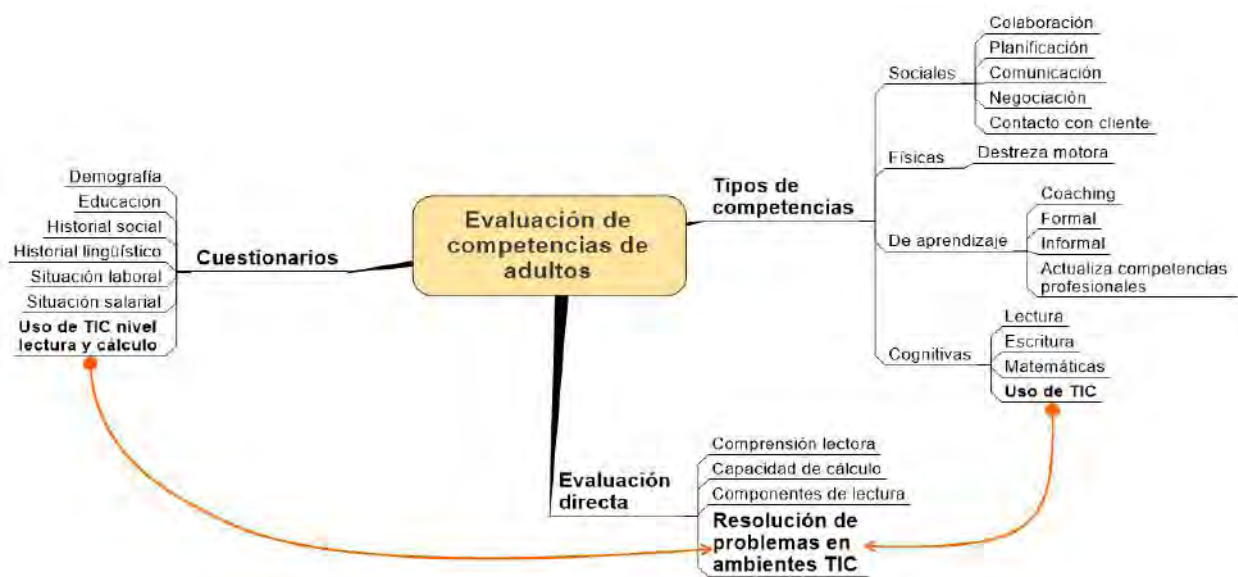 Evaluación de
competencias de
adultos
Cuestionarios
Demografía
Educación
Historial social
Historial lingüístico
Situación laboral
Situación salarial
Uso de TIC nivel
lectura y cálculo
Tipos de
competencias
Sociales
Colaboración
Planificación
Comunicación
Negociación
Contacto con cliente
Físicas
Destreza motora
De aprendizaje
Coaching
Formal
Informal
Actualiza competencias
profesionales
Cognitivas
Lectura
Escritura
Matemáticas
Uso de TIC
Evaluación
directa
Comprensión lectora
Capacidad de cálculo
Componentes de lectura
Resolución de
problemas en
ambientes TIC